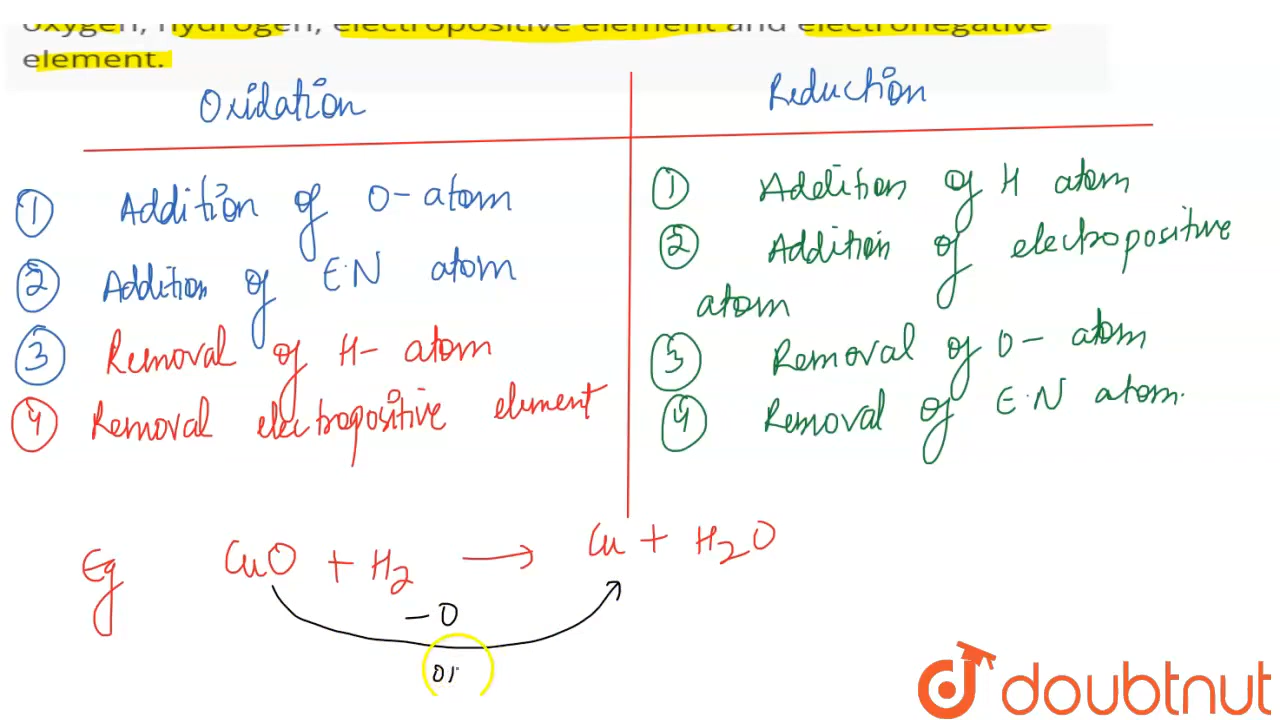 oxygen, hydrogen, electropositive element and electronegative
element.
Oxidation
Reduction
① Addition of O-atom
② Addition of E.N atom
③ Removal of H- atom
④ Removal electropositive element
① Addition of H atom
② Addition of electropositive
atom
③ Removal of O- atom
④ Removal of E.N atom.
Eg CuO + H₂ → Cu + H₂O
- O
doubtnut